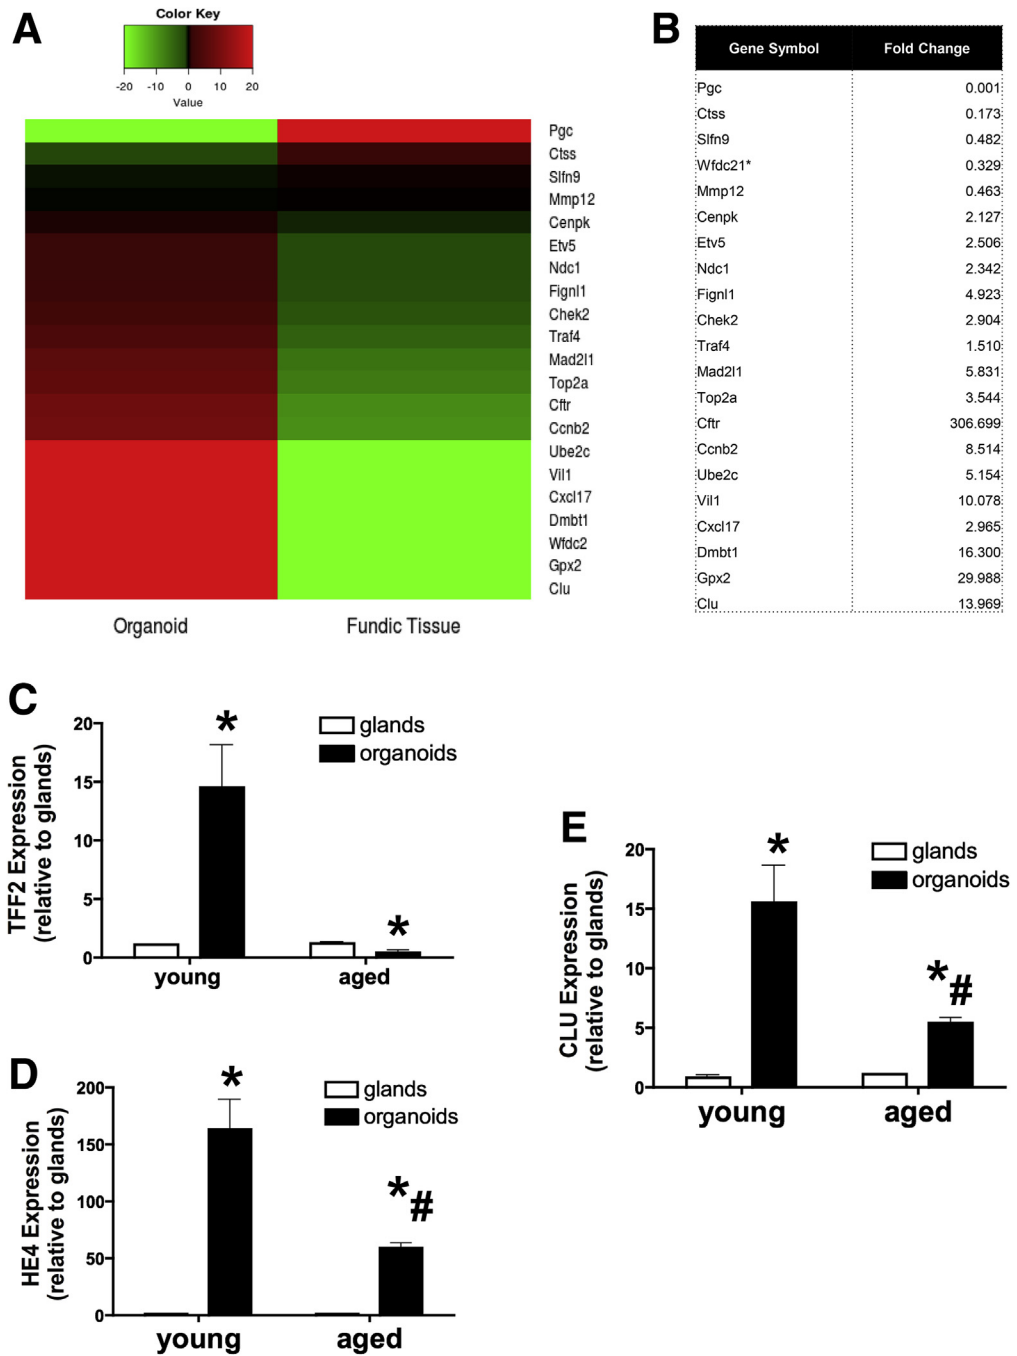 A
Color Key
-20 -10 0 10 20
Value
Pgc
Ctss
Slfn9
Mmp12
Cenpk
Etv5
Ndc1
Fignl1
Chek2
Traf4
Mad2l1
Top2a
Cftr
Ccnb2
Ube2c
Vil1
Cxcl17
Dmbt1
Wfdc2
Gpx2
Clu
Organoid Fundic Tissue
B
Gene Symbol Fold Change
Pgc 0.001
Ctss 0.173
Slfn9 0.482
Wfdc21* 0.329
Mmp12 0.463
Cenpk 2.127
Etv5 2.506
Ndc1 2.342
Fignl1 4.923
Chek2 2.904
Traf4 1.510
Mad2l1 5.831
Top2a 3.544
Cftr 306.699
Ccnb2 8.514
Ube2c 5.154
Vil1 10.078
Cxcl17 2.965
Dmbt1 16.300
Gpx2 29.988
Clu 13.969
C
TFF2 Expression
(relative to glands)
20
15
10
5
0
*
*
glands
organoids
young aged
D
HE4 Expression
(relative to glands)
200
150
100
50
0
*
*#
glands
organoids
young aged
E
CLU Expression
(relative to glands)
20
15
10
5
0
*
*#
glands
organoids
young aged